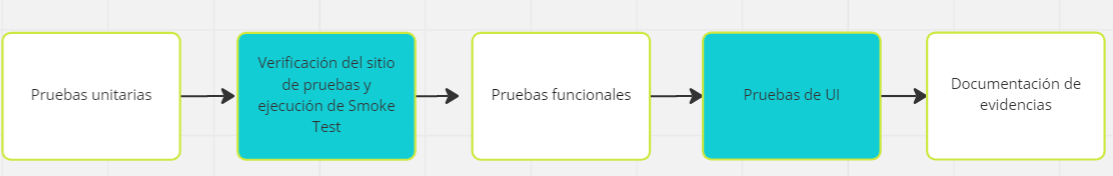 Pruebas unitarias
Verificación del sitio
de pruebas y
ejecución de Smoke
Test
Pruebas funcionales
Pruebas de UI
Documentación de
evidencias